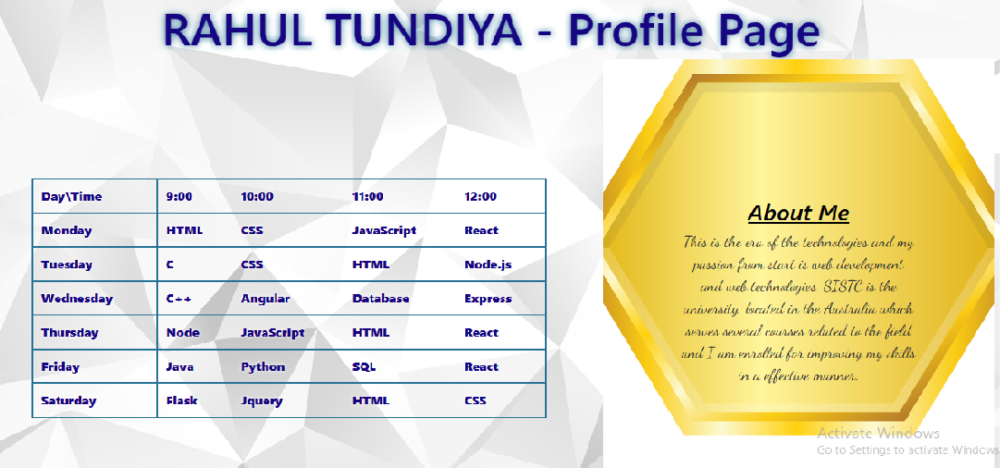 RAHUL TUNDIYA - Profile Page
Day\Time 9:00 10:00 11:00 12:00
Monday HTML CSS JavaScript React
Tuesday C CSS HTML Node-js
Wednesday C++ Angular Database Express
Thursday Node JavaScript HTML React
Friday Java Python SQL React
Saturday Flask Jquery HTML CSS
About Me
This is the era of the technologies and my
passion from start is web development
and web technologies. SISTC is the
university, located in the Australia which
serves several courses related to the field
and I am enrolled for improving my skills
in a effective manner.
Activate Windows
Go to Settings to activate Windows